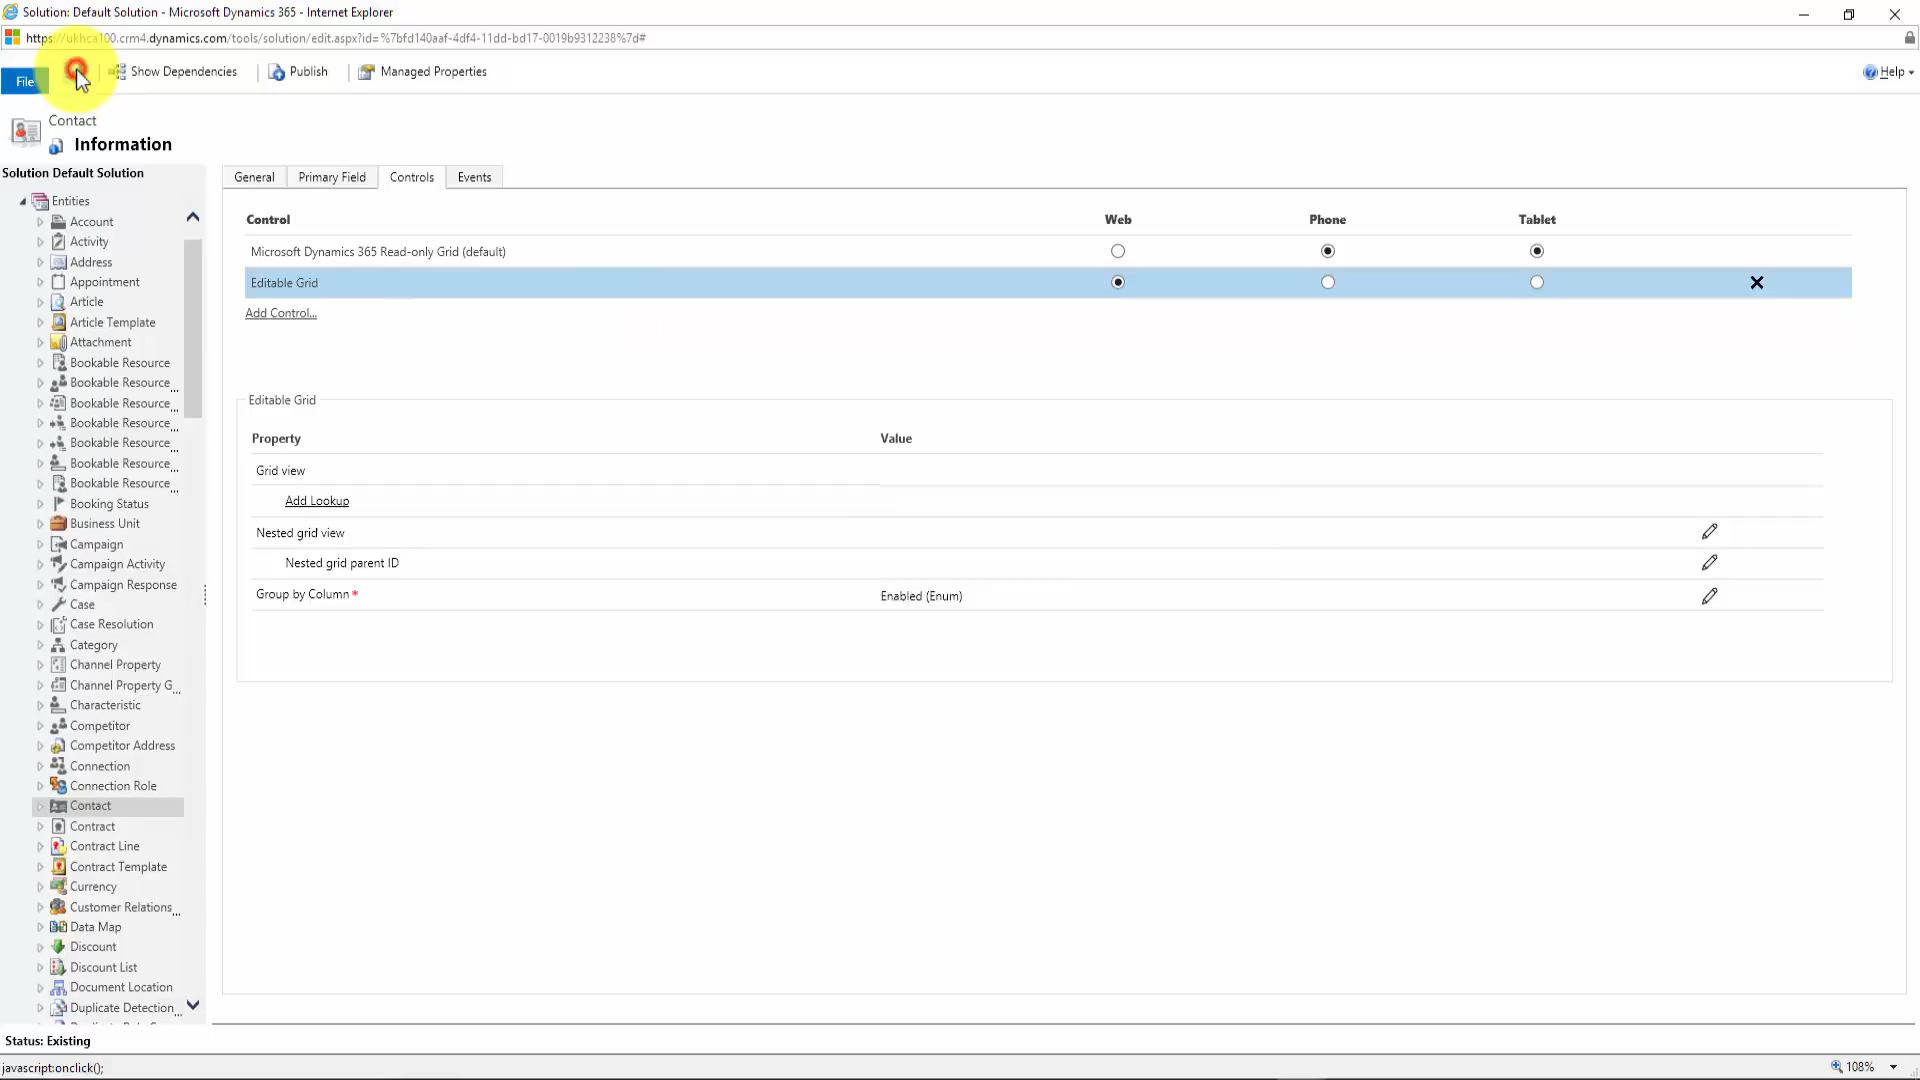 Solution: Default Solution - Microsoft Dynamics 365 - Internet Explorer
https://ukhca100.crm4.dynamics.com/tools/solution/edit.aspx?id=%7bfd140aaf-4df4-11dd-bd17-0019b9312238%7d#
File
Show Dependencies
Publish
Managed Properties
Help
Contact
Information
Solution Default Solution
General
Primary Field
Controls
Events
Entities
Account
Activity
Address
Appointment
Article
Article Template
Attachment
Bookable Resource
Bookable Resource...
Bookable Resource...
Bookable Resource...
Bookable Resource...
Bookable Resource...
Bookable Resource...
Booking Status
Business Unit
Campaign
Campaign Activity
Campaign Response
Case
Case Resolution
Category
Channel Property
Channel Property G...
Characteristic
Competitor
Competitor Address
Connection
Connection Role
Contact
Contract
Contract Line
Contract Template
Currency
Customer Relations...
Data Map
Discount
Discount List
Document Location
Duplicate Detection...
Control Web Phone Tablet
Microsoft Dynamics 365 Read-only Grid (default)
Editable Grid
Add Control...
Editable Grid
Property Value
Grid view
Add Lookup
Nested grid view
Nested grid parent ID
Group by Column * Enabled (Enum)
Status: Existing
javascript:onclick();
108%